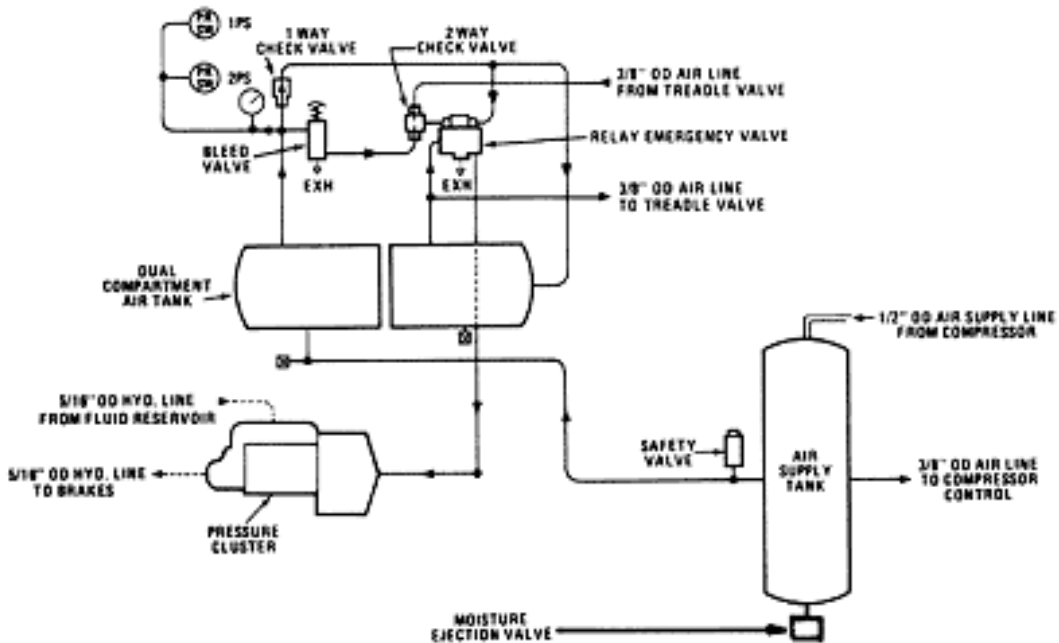 1PS
2PS
1 WAY
CHECK VALVE
2 WAY
CHECK VALVE
3/8" OD AIR LINE
FROM TREADLE VALVE
RELAY EMERGENCY VALVE
BLEED
VALVE
EXH
EXH
3/8" OD AIR LINE
TO TREADLE VALVE
DUAL
COMPARTMENT
AIR TANK
1/2" OD AIR SUPPLY LINE
FROM COMPRESSOR
5/16" OD HYD. LINE
FROM FLUID RESERVOIR
SAFETY
VALVE
AIR
SUPPLY
TANK
3/8" OD AIR LINE
TO COMPRESSOR
CONTROL
5/16" OD HYD. LINE
TO BRAKES
PRESSURE
CLUSTER
MOISTURE
EJECTION VALVE